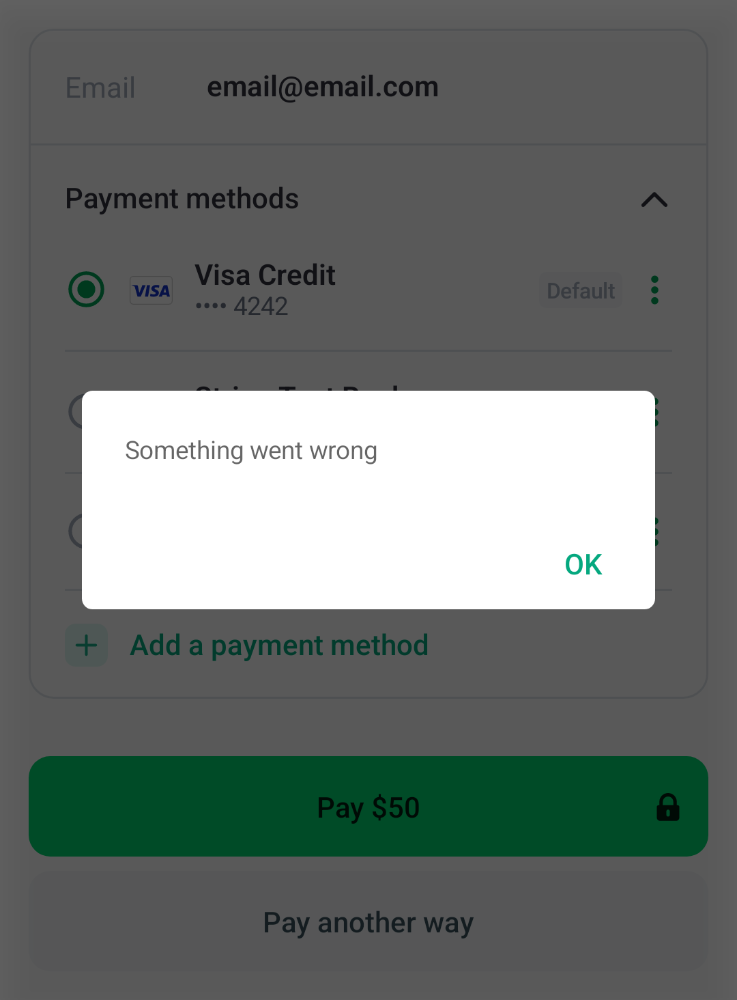 Email email@email.com
Payment methods
VISA Visa Credit Default
•••• 4242
Something went wrong
OK
Add a payment method
Pay $50
Pay another way